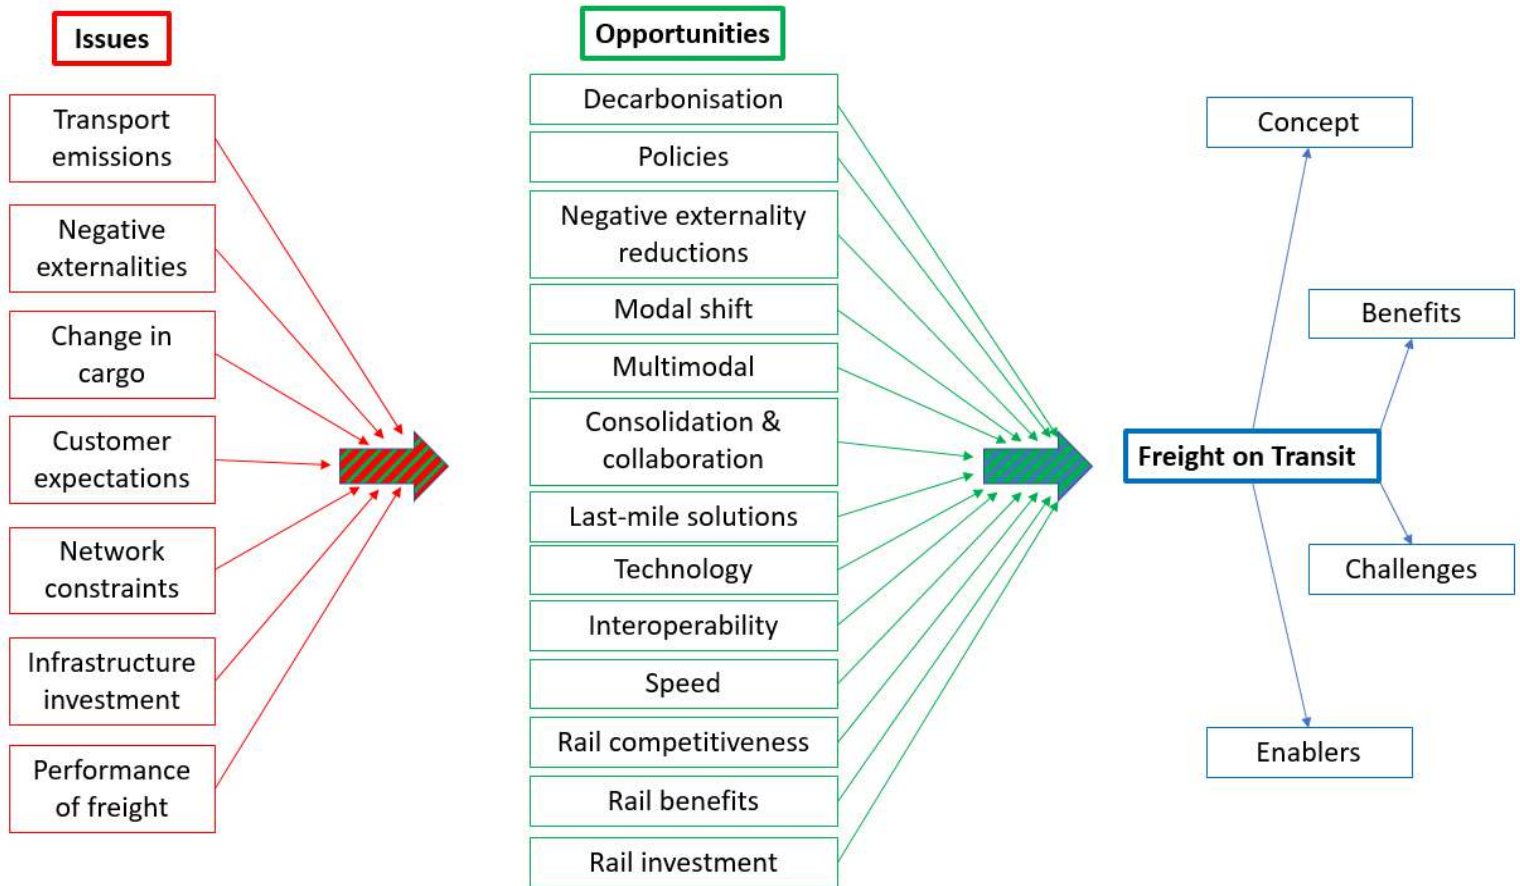 Issues
Transport
emissions
Negative
externalities
Change in
cargo
Customer
expectations
Network
constraints
Infrastructure
investment
Performance
of freight
Opportunities
Decarbonisation
Policies
Negative externality
reductions
Modal shift
Multimodal
Consolidation &
collaboration
Last-mile solutions
Technology
Interoperability
Speed
Rail competitiveness
Rail benefits
Rail investment
Concept
Benefits
Freight on Transit
Challenges
Enablers